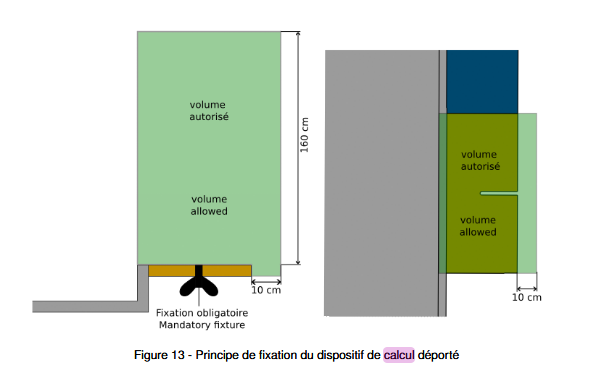 volume
autorisé
volume
allowed
160 cm
10 cm
Fixation obligatoire
Mandatory fixture
volume
autorisé
volume
allowed
10 cm
Figure 13 - Principe de fixation du dispositif de calcul déporté